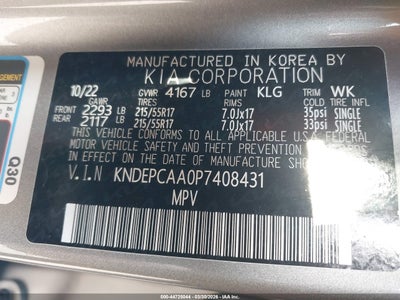 MANUFACTURED IN KOREA BY
KIA CORPORATION
10/22 GVWR 4167 LB PAINT KLG TRIM WK
GAWR TIRES RIMS COLD TIRE INFL
FRONT 2293 LB 215/55R17 7.0Jx17 35psi SINGLE
REAR 2117 LB 215/55R17 7.0Jx17 33psi SINGLE
THIS VEHICLE CONFORMS TO ALL APPLICABLE U.S. FEDERAL
MOTOR VEHICLE SAFETY AND THEFT PREVENTION
STANDARDS IN EFFECT ON THE DATE OF MANUFACTURE SHOWN
V.I.N KNDEPCAA0P7408431
MPV
Q30